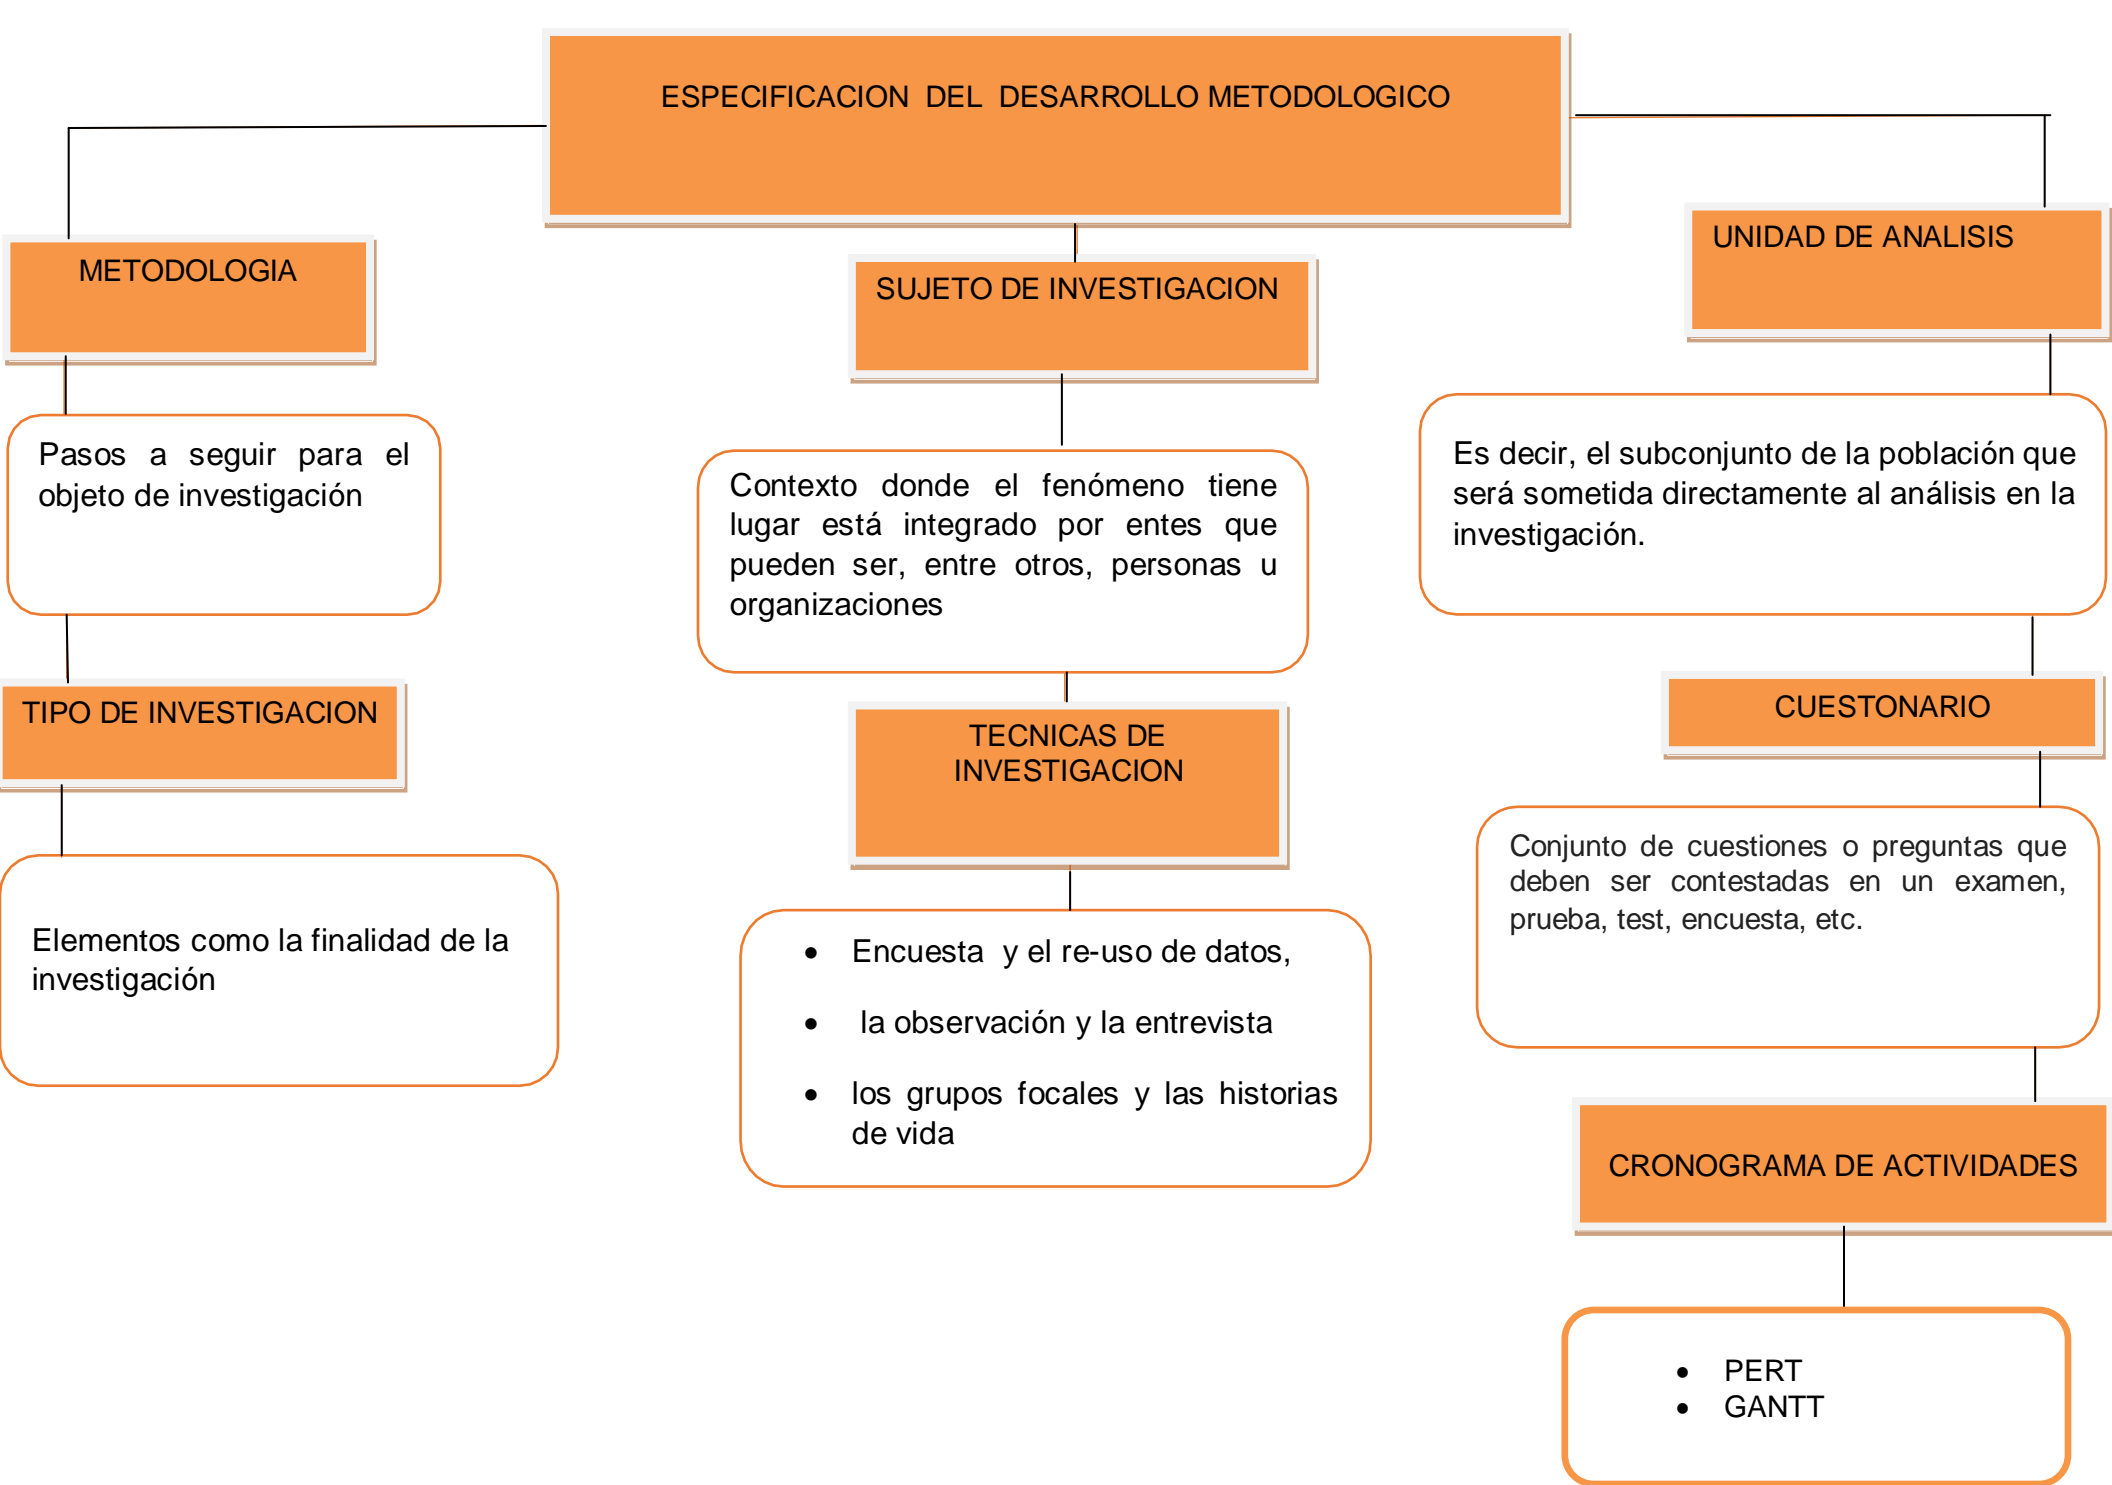 ESPECIFICACION DEL DESARROLLO METODOLOGICO
METODOLOGIA
Pasos a seguir para el
objeto de investigación
TIPO DE INVESTIGACION
Elementos como la finalidad de la
investigación
SUJETO DE INVESTIGACION
Contexto donde el fenómeno tiene
lugar está integrado por entes que
pueden ser, entre otros, personas u
organizaciones
TECNICAS DE
INVESTIGACION
• Encuesta y el re-uso de datos,
• la observación y la entrevista
• los grupos focales y las historias
de vida
UNIDAD DE ANALISIS
Es decir, el subconjunto de la población que
será sometida directamente al análisis en la
investigación.
CUESTONARIO
Conjunto de cuestiones o preguntas que
deben ser contestadas en un examen,
prueba, test, encuesta, etc.
CRONOGRAMA DE ACTIVIDADES
• PERT
• GANTT